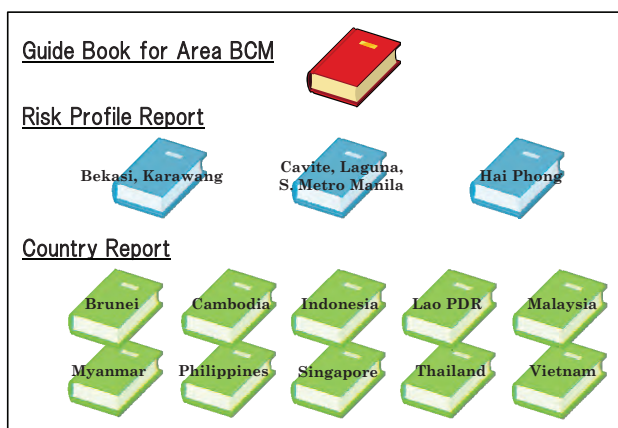 Guide Book for Area BCM
Risk Profile Report
Bekasi, Karawang
Cavite, Laguna,
S. Metro Manila
Hai Phong
Country Report
Brunei
Cambodia
Indonesia
Lao PDR
Malaysia
Myanmar
Philippines
Singapore
Thailand
Vietnam